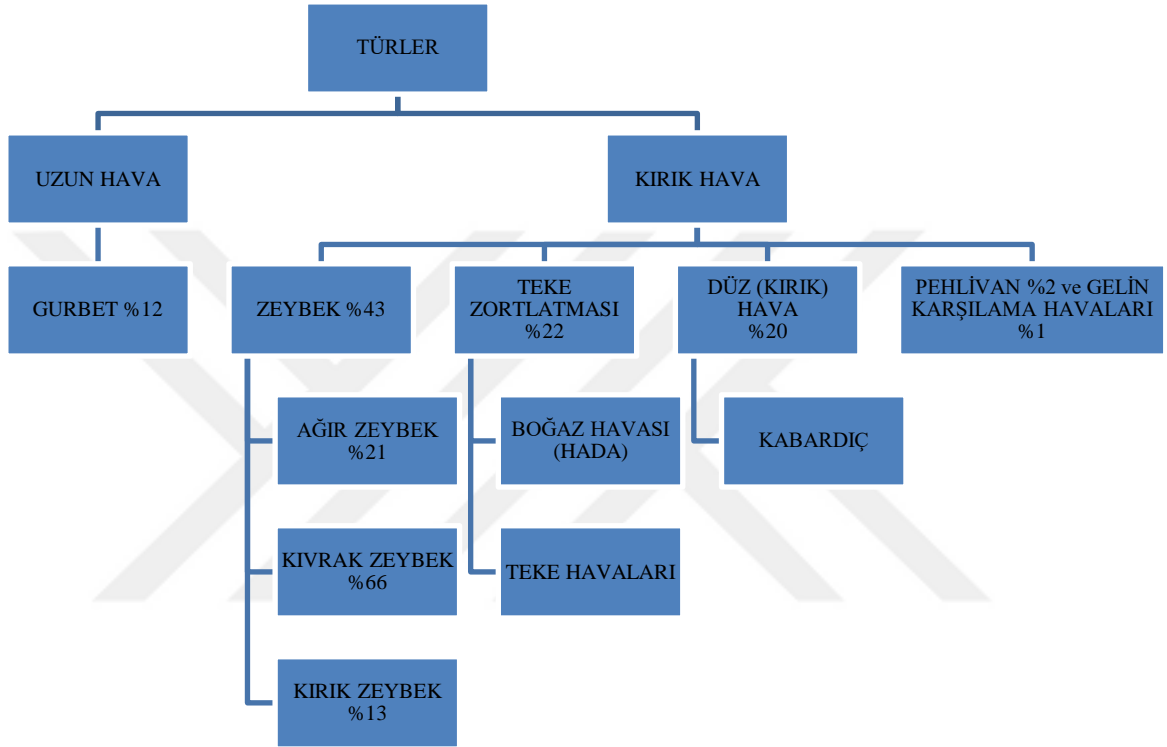 TÜRLER
UZUN HAVA
KIRIK HAVA
GURBET %12
ZEYBEK %43
TEKE
ZORTLATMASI
%22
DÜZ (KIRIK)
HAVA
%20
PEHLİVAN %2 ve GELİN
KARŞILAMA HAVALARI
%1
AĞIR ZEYBEK
%21
BOĞAZ HAVASI
(HADA)
KABARDIÇ
KIVRAK ZEYBEK
%66
TEKE HAVALARI
KIRIK ZEYBEK
%13